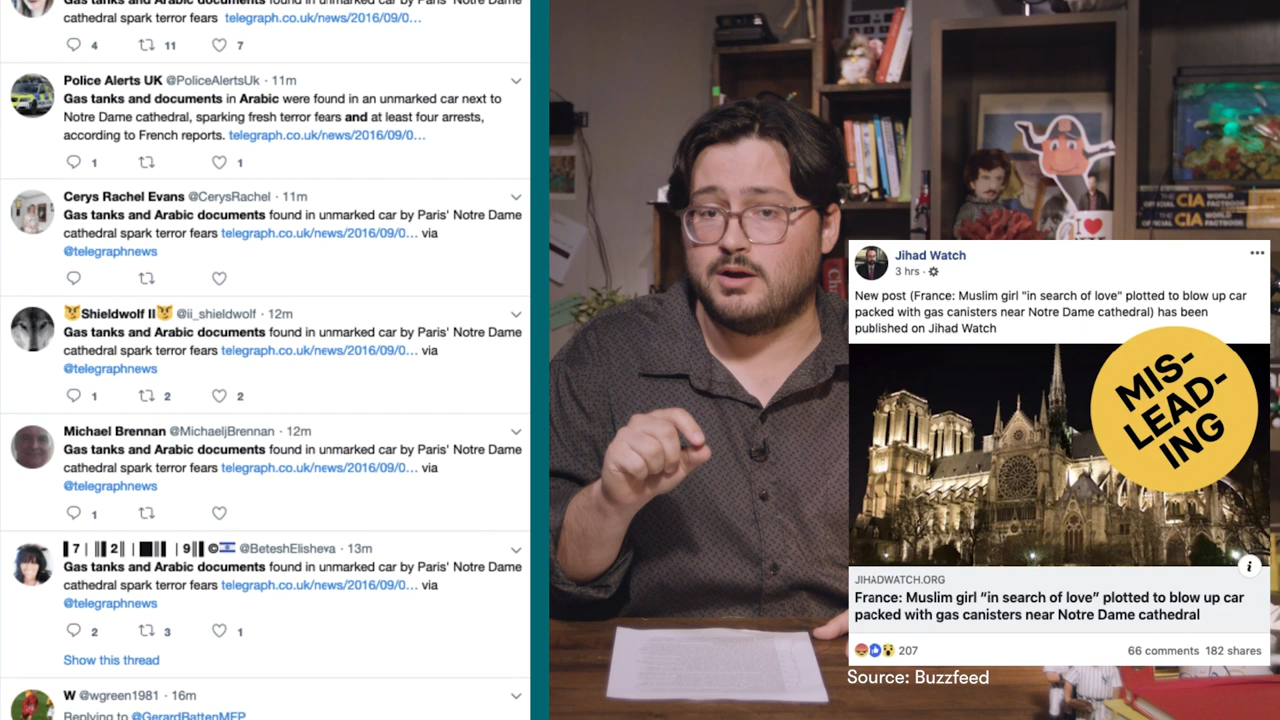 Gas tanks and Arabic documents found in unmarked car by Paris' Notre Dame
cathedral spark terror fears telegraph.co.uk/news/2016/09/0…
4 11 7
Police Alerts UK @PoliceAlertsUk · 11m
Gas tanks and documents in Arabic were found in an unmarked car next to
Notre Dame cathedral, sparking fresh terror fears and at least four arrests,
according to French reports. telegraph.co.uk/news/2016/09/0…
1 1
Cerys Rachel Evans @CerysRachel · 11m
Gas tanks and Arabic documents found in unmarked car by Paris' Notre Dame
cathedral spark terror fears telegraph.co.uk/news/2016/09/0… via
@telegraphnews
😼Shieldwolf II😼 @ii_shieldwolf · 12m
Gas tanks and Arabic documents found in unmarked car by Paris' Notre Dame
cathedral spark terror fears telegraph.co.uk/news/2016/09/0… via
@telegraphnews
1 2 2
Michael Brennan @MichaeljBrennan · 12m
Gas tanks and Arabic documents found in unmarked car by Paris' Notre Dame
cathedral spark terror fears telegraph.co.uk/news/2016/09/0… via
@telegraphnews
1
▌7│║▌2║│█║▌│9║▌©🇮🇱 @BeteshElisheva · 13m
Gas tanks and Arabic documents found in unmarked car by Paris' Notre Dame
cathedral spark terror fears telegraph.co.uk/news/2016/09/0… via
@telegraphnews
2 3 1
Show this thread
W @wgreen1981 · 16m
Replying to @GerardBattenMEP
CIA WORLD
FACTBOOK
OFFICIAL CIA WORLD
FACTBOOK
I ♥
Jihad Watch
3 hrs ·
New post (France: Muslim girl "in search of love" plotted to blow up car
packed with gas canisters near Notre Dame cathedral) has been
published on Jihad Watch
MIS-
LEAD-
ING
JIHADWATCH.ORG
France: Muslim girl “in search of love” plotted to blow up car
packed with gas canisters near Notre Dame cathedral
207 66 comments 182 shares
Source: Buzzfeed